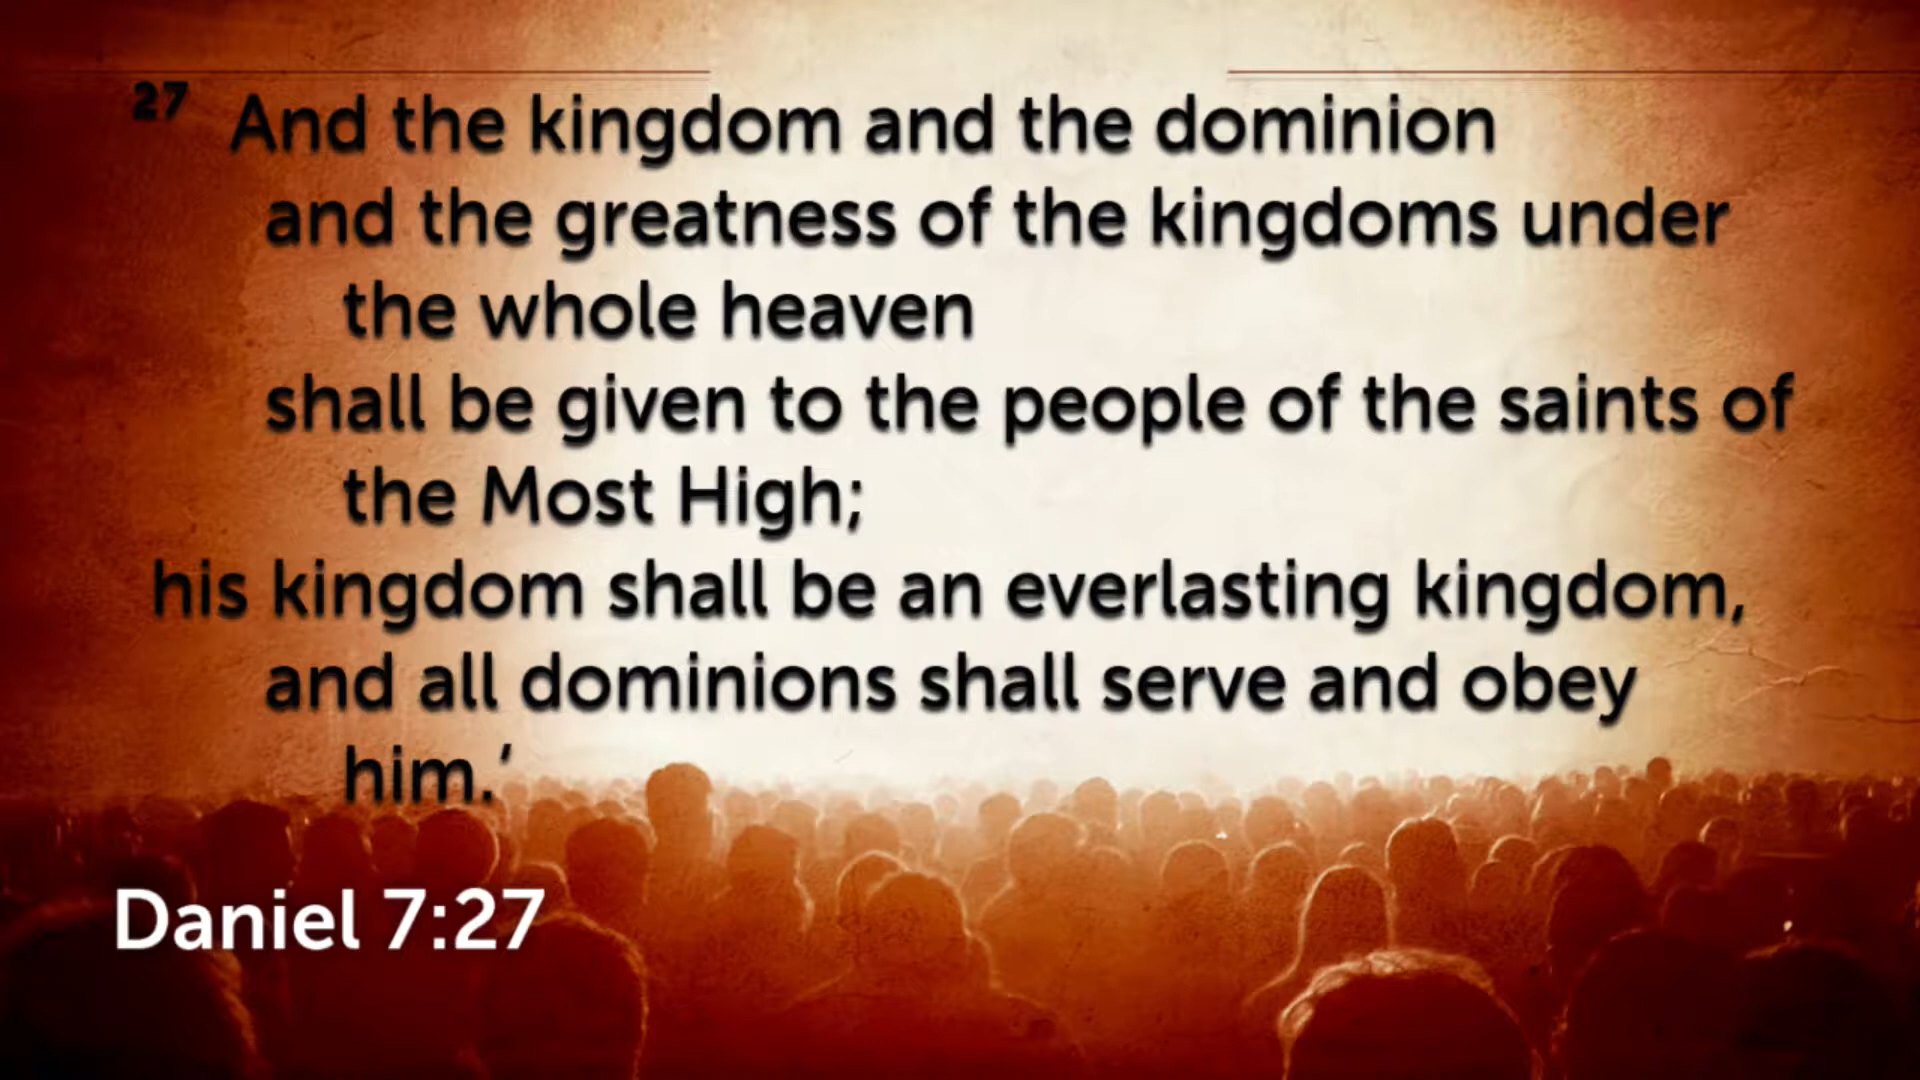 27 And the kingdom and the dominion
and the greatness of the kingdoms under
the whole heaven
shall be given to the people of the saints of
the Most High;
his kingdom shall be an everlasting kingdom,
and all dominions shall serve and obey
him.’
Daniel 7:27